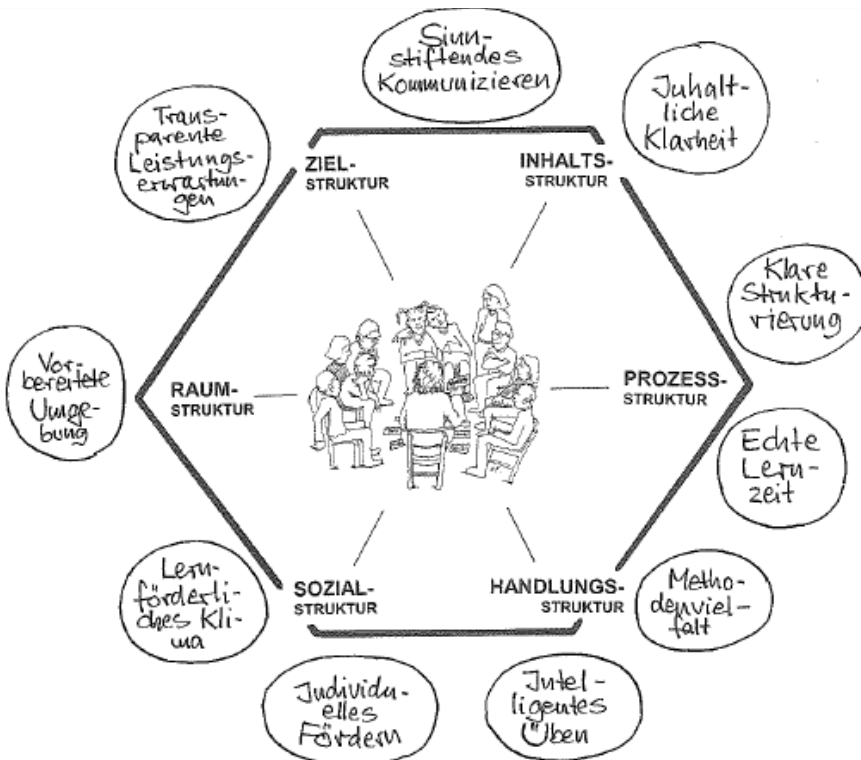 Sinn-
stiftendes
Kommunizieren
Inhalt-
liche
Klarheit
Trans-
parente
Leistungs-
erwartun-
gen
ZIEL-
STRUKTUR
INHALTS-
STRUKTUR
Klare
Struktu-
rierung
Vor-
bereitete
Umge-
bung
RAUM-
STRUKTUR
PROZESS-
STRUKTUR
Echte
Lern-
zeit
Lern-
förderli-
ches Kli-
ma
SOZIAL-
STRUKTUR
HANDLUNGS-
STRUKTUR
Metho-
denviel-
falt
Individu-
elles
Fördern
Intel-
ligentes
Üben